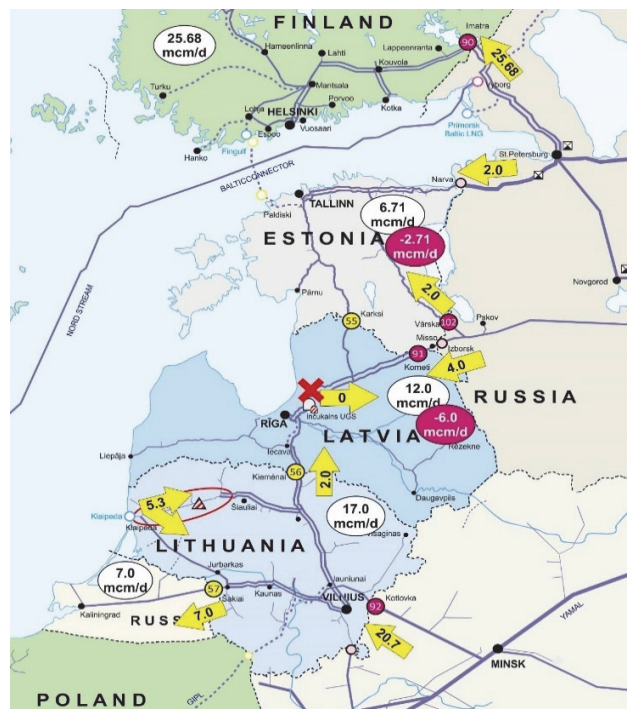 FINLAND
Imatra
90
25.68
mcm/d
Hameenlinna
Lahti
Lappeenranta
25.68
Kouvola
Vyborg
Turku
Mantsala
Lohja
Porvoo
Kotka
HELSINKI
Vuosaari
Espoo
Primorsk
Baltic LNG
Hanko
Fingulf
St.Petersburg
BALTICCONNECTOR
2.0
Narva
Paldiski
TALLINN
6.71
mcm/d
ESTONIA
-2.71
mcm/d
NORD STREAM
Novgorod
Pärnu
2.0
Karksi
55
Värska
102
Pskov
Misso
Izborsk
91
Korneti
4.0
RUSSIA
0
12.0
mcm/d
Inčukalns UGS
RĪGA
LATVIA
-6.0
mcm/d
Rēzekne
Iecava
Liepāja
Kiemėnai
56
2.0
Daugavpils
5.3
Šiauliai
17.0
mcm/d
Klaipeda
Klaipėda
LITHUANIA
Visaginas
7.0
mcm/d
Jurbarkas
Jauniunai
57
Šakiai
Kaunas
VILNIUS
Kotlovka
92
Kaliningrad
RUSS
7.0
20.7
YAMAL
MINSK
POLAND
GIPL